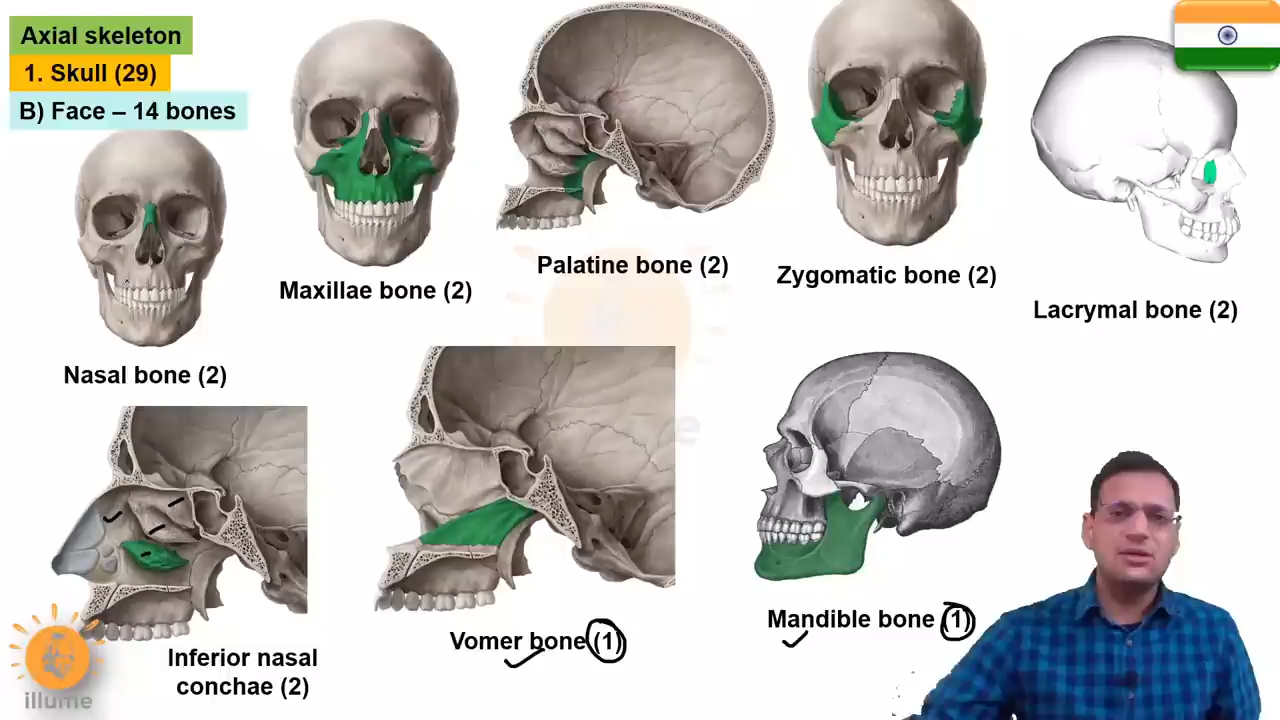 Axial skeleton
1. Skull (29)
B) Face – 14 bones
Nasal bone (2)
Maxillae bone (2)
Palatine bone (2)
Zygomatic bone (2)
Lacrymal bone (2)
Inferior nasal
conchae (2)
Vomer bone (1)
Mandible bone (1)
illume